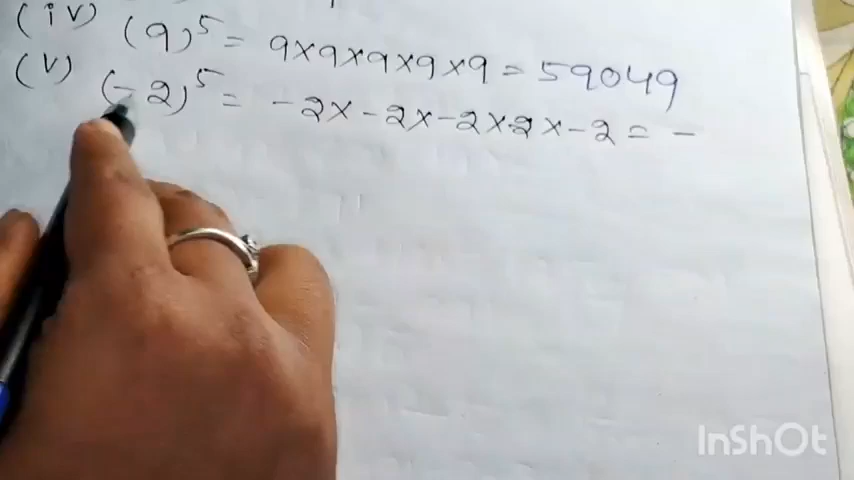 (iv) (9)⁵ = 9×9×9×9×9 = 59049
(v) (-2)⁵ = -2× -2× -2×-2× -2 = -
InShOt